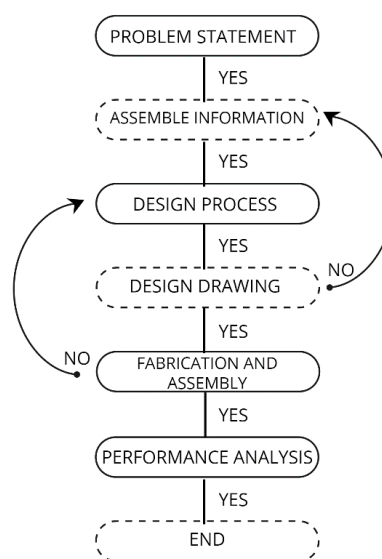 PROBLEM STATEMENT
YES
ASSEMBLE INFORMATION
YES
DESIGN PROCESS
YES
DESIGN DRAWING
NO
YES
NO
FABRICATION AND
ASSEMBLY
YES
PERFORMANCE ANALYSIS
YES
END